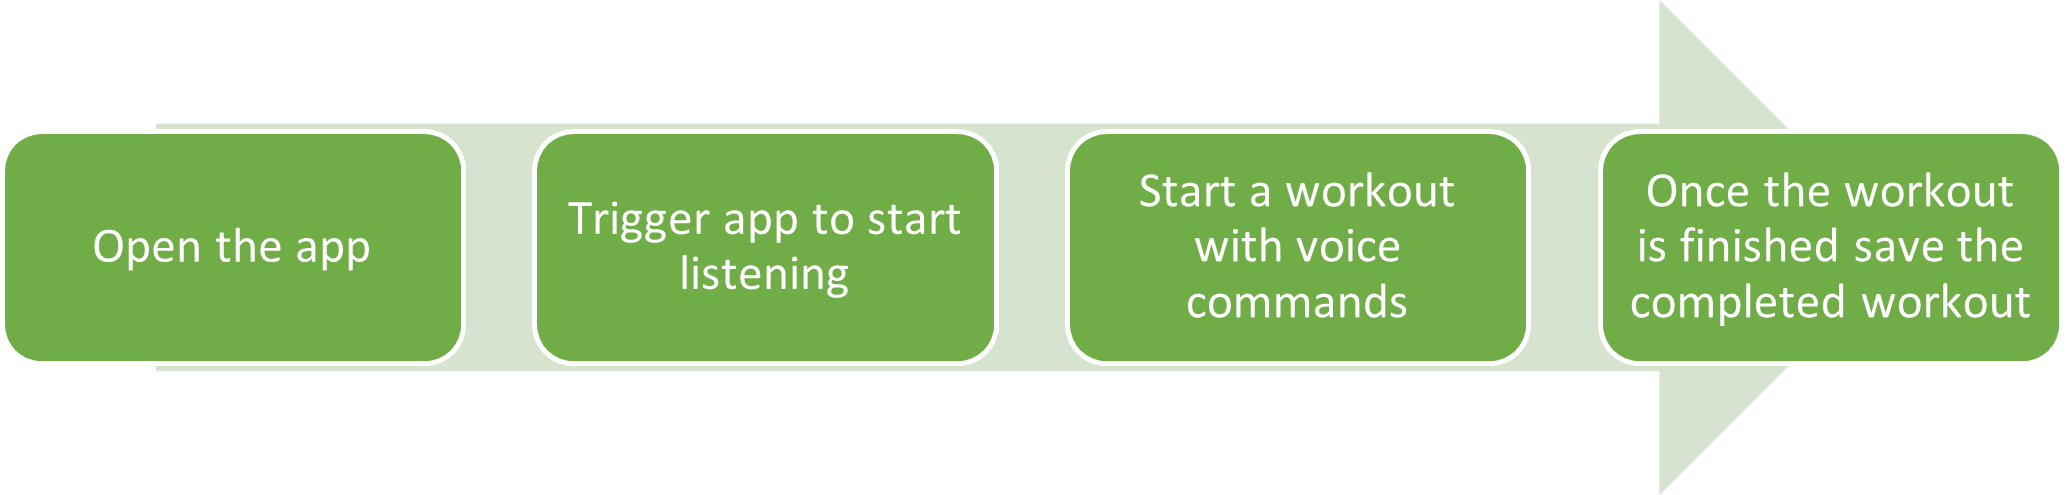 Open the app
Trigger app to start
listening
Start a workout
with voice
commands
Once the workout
is finished save the
completed workout